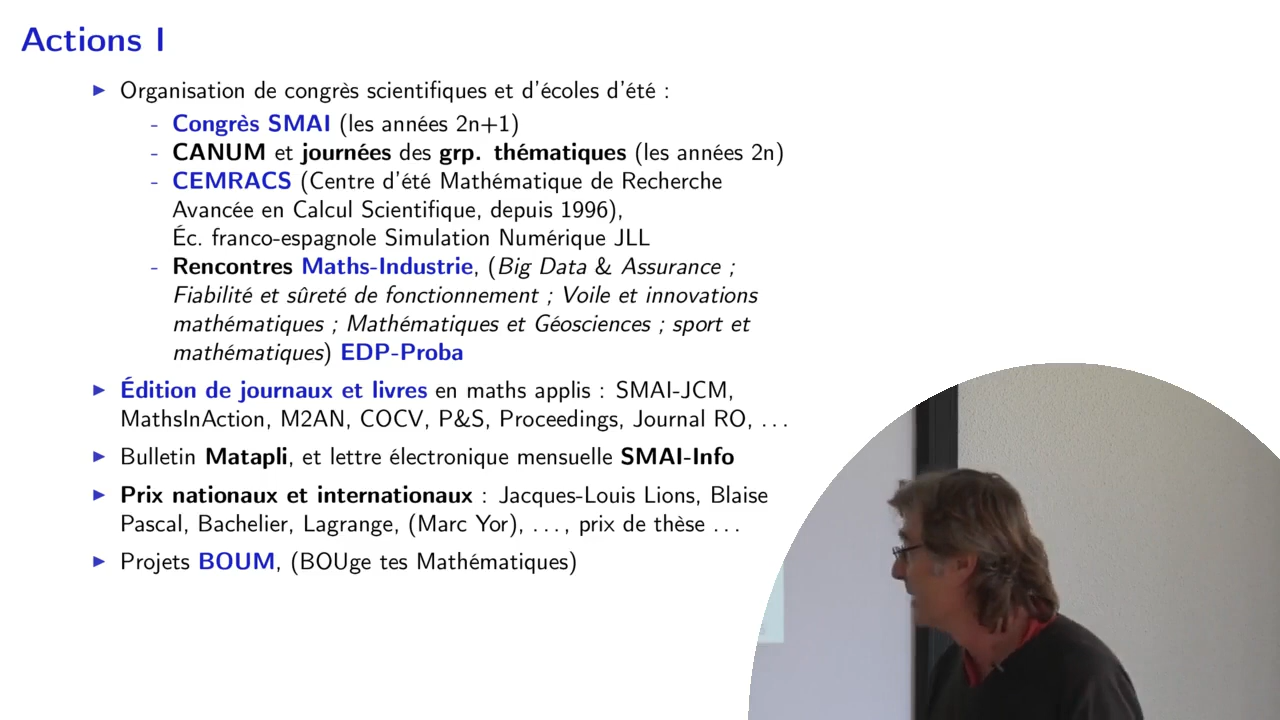 Actions I
▶ Organisation de congrès scientifiques et d'écoles d'été :
- Congrès SMAI (les années 2n+1)
- CANUM et journées des grp. thématiques (les années 2n)
- CEMRACS (Centre d'été Mathématique de Recherche
Avancée en Calcul Scientifique, depuis 1996),
Éc. franco-espagnole Simulation Numérique JLL
- Rencontres Maths-Industrie, (Big Data & Assurance ;
Fiabilité et sûreté de fonctionnement ; Voile et innovations
mathématiques ; Mathématiques et Géosciences ; sport et
mathématiques) EDP-Proba
▶ Édition de journaux et livres en maths applis : SMAI-JCM,
MathsInAction, M2AN, COCV, P&S, Proceedings, Journal RO, ...
▶ Bulletin Matapli, et lettre électronique mensuelle SMAI-Info
▶ Prix nationaux et internationaux : Jacques-Louis Lions, Blaise
Pascal, Bachelier, Lagrange, (Marc Yor), ..., prix de thèse ...
▶ Projets BOUM, (BOUge tes Mathématiques)